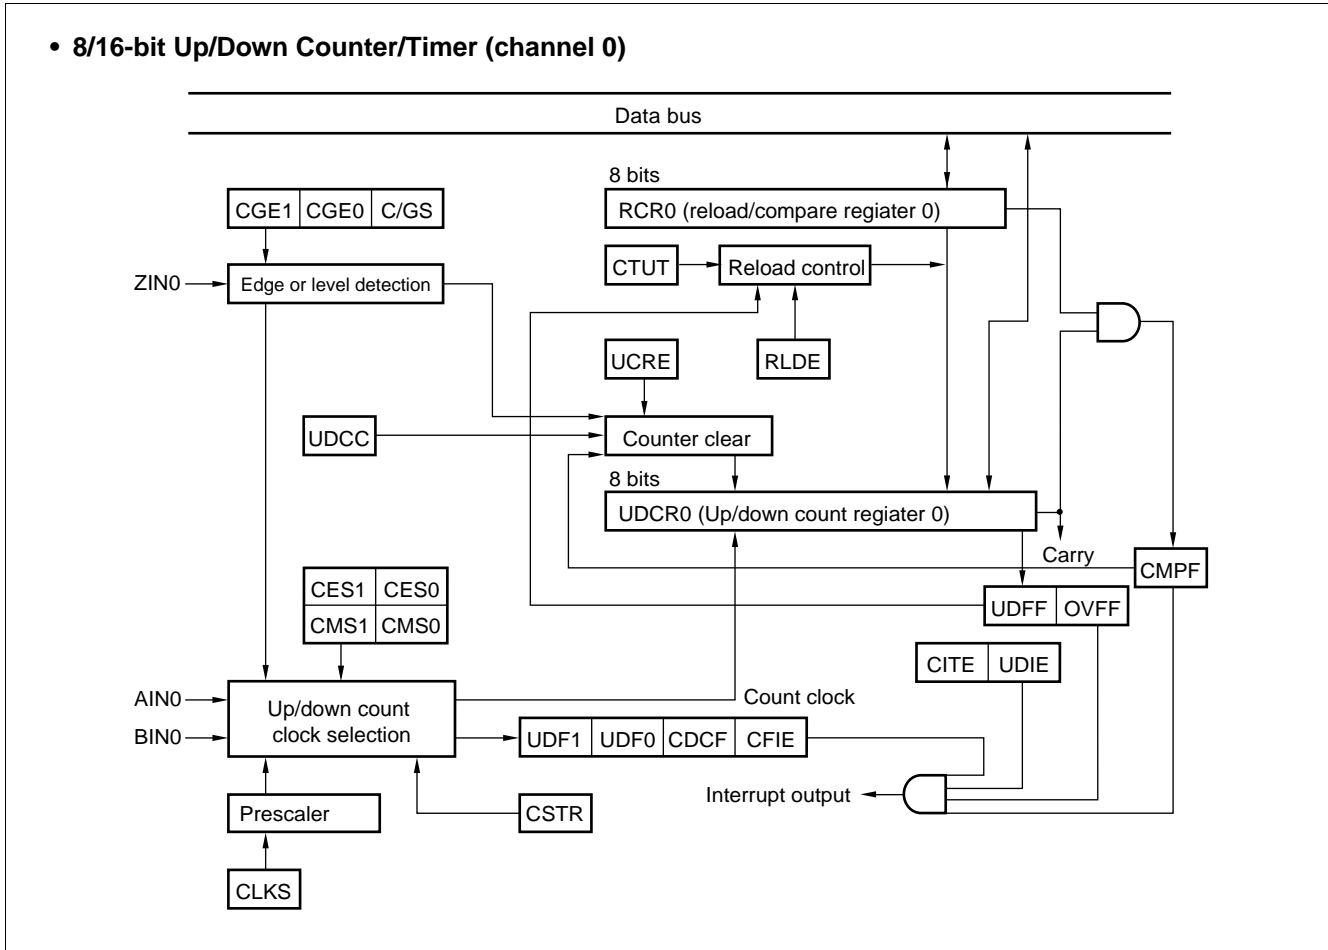 • 8/16-bit Up/Down Counter/Timer (channel 0)
Data bus
8 bits
CGE1 CGE0 C/GS
RCR0 (reload/compare regiater 0)
CTUT
Reload control
ZIN0
Edge or level detection
UCRE
RLDE
UDCC
Counter clear
8 bits
UDCR0 (Up/down count regiater 0)
Carry
CMPF
CES1 CES0
CMS1 CMS0
UDFF OVFF
CITE UDIE
AIN0
BIN0
Up/down count
clock selection
Count clock
UDF1 UDF0 CDCF CFIE
Interrupt output
Prescaler
CSTR
CLKS